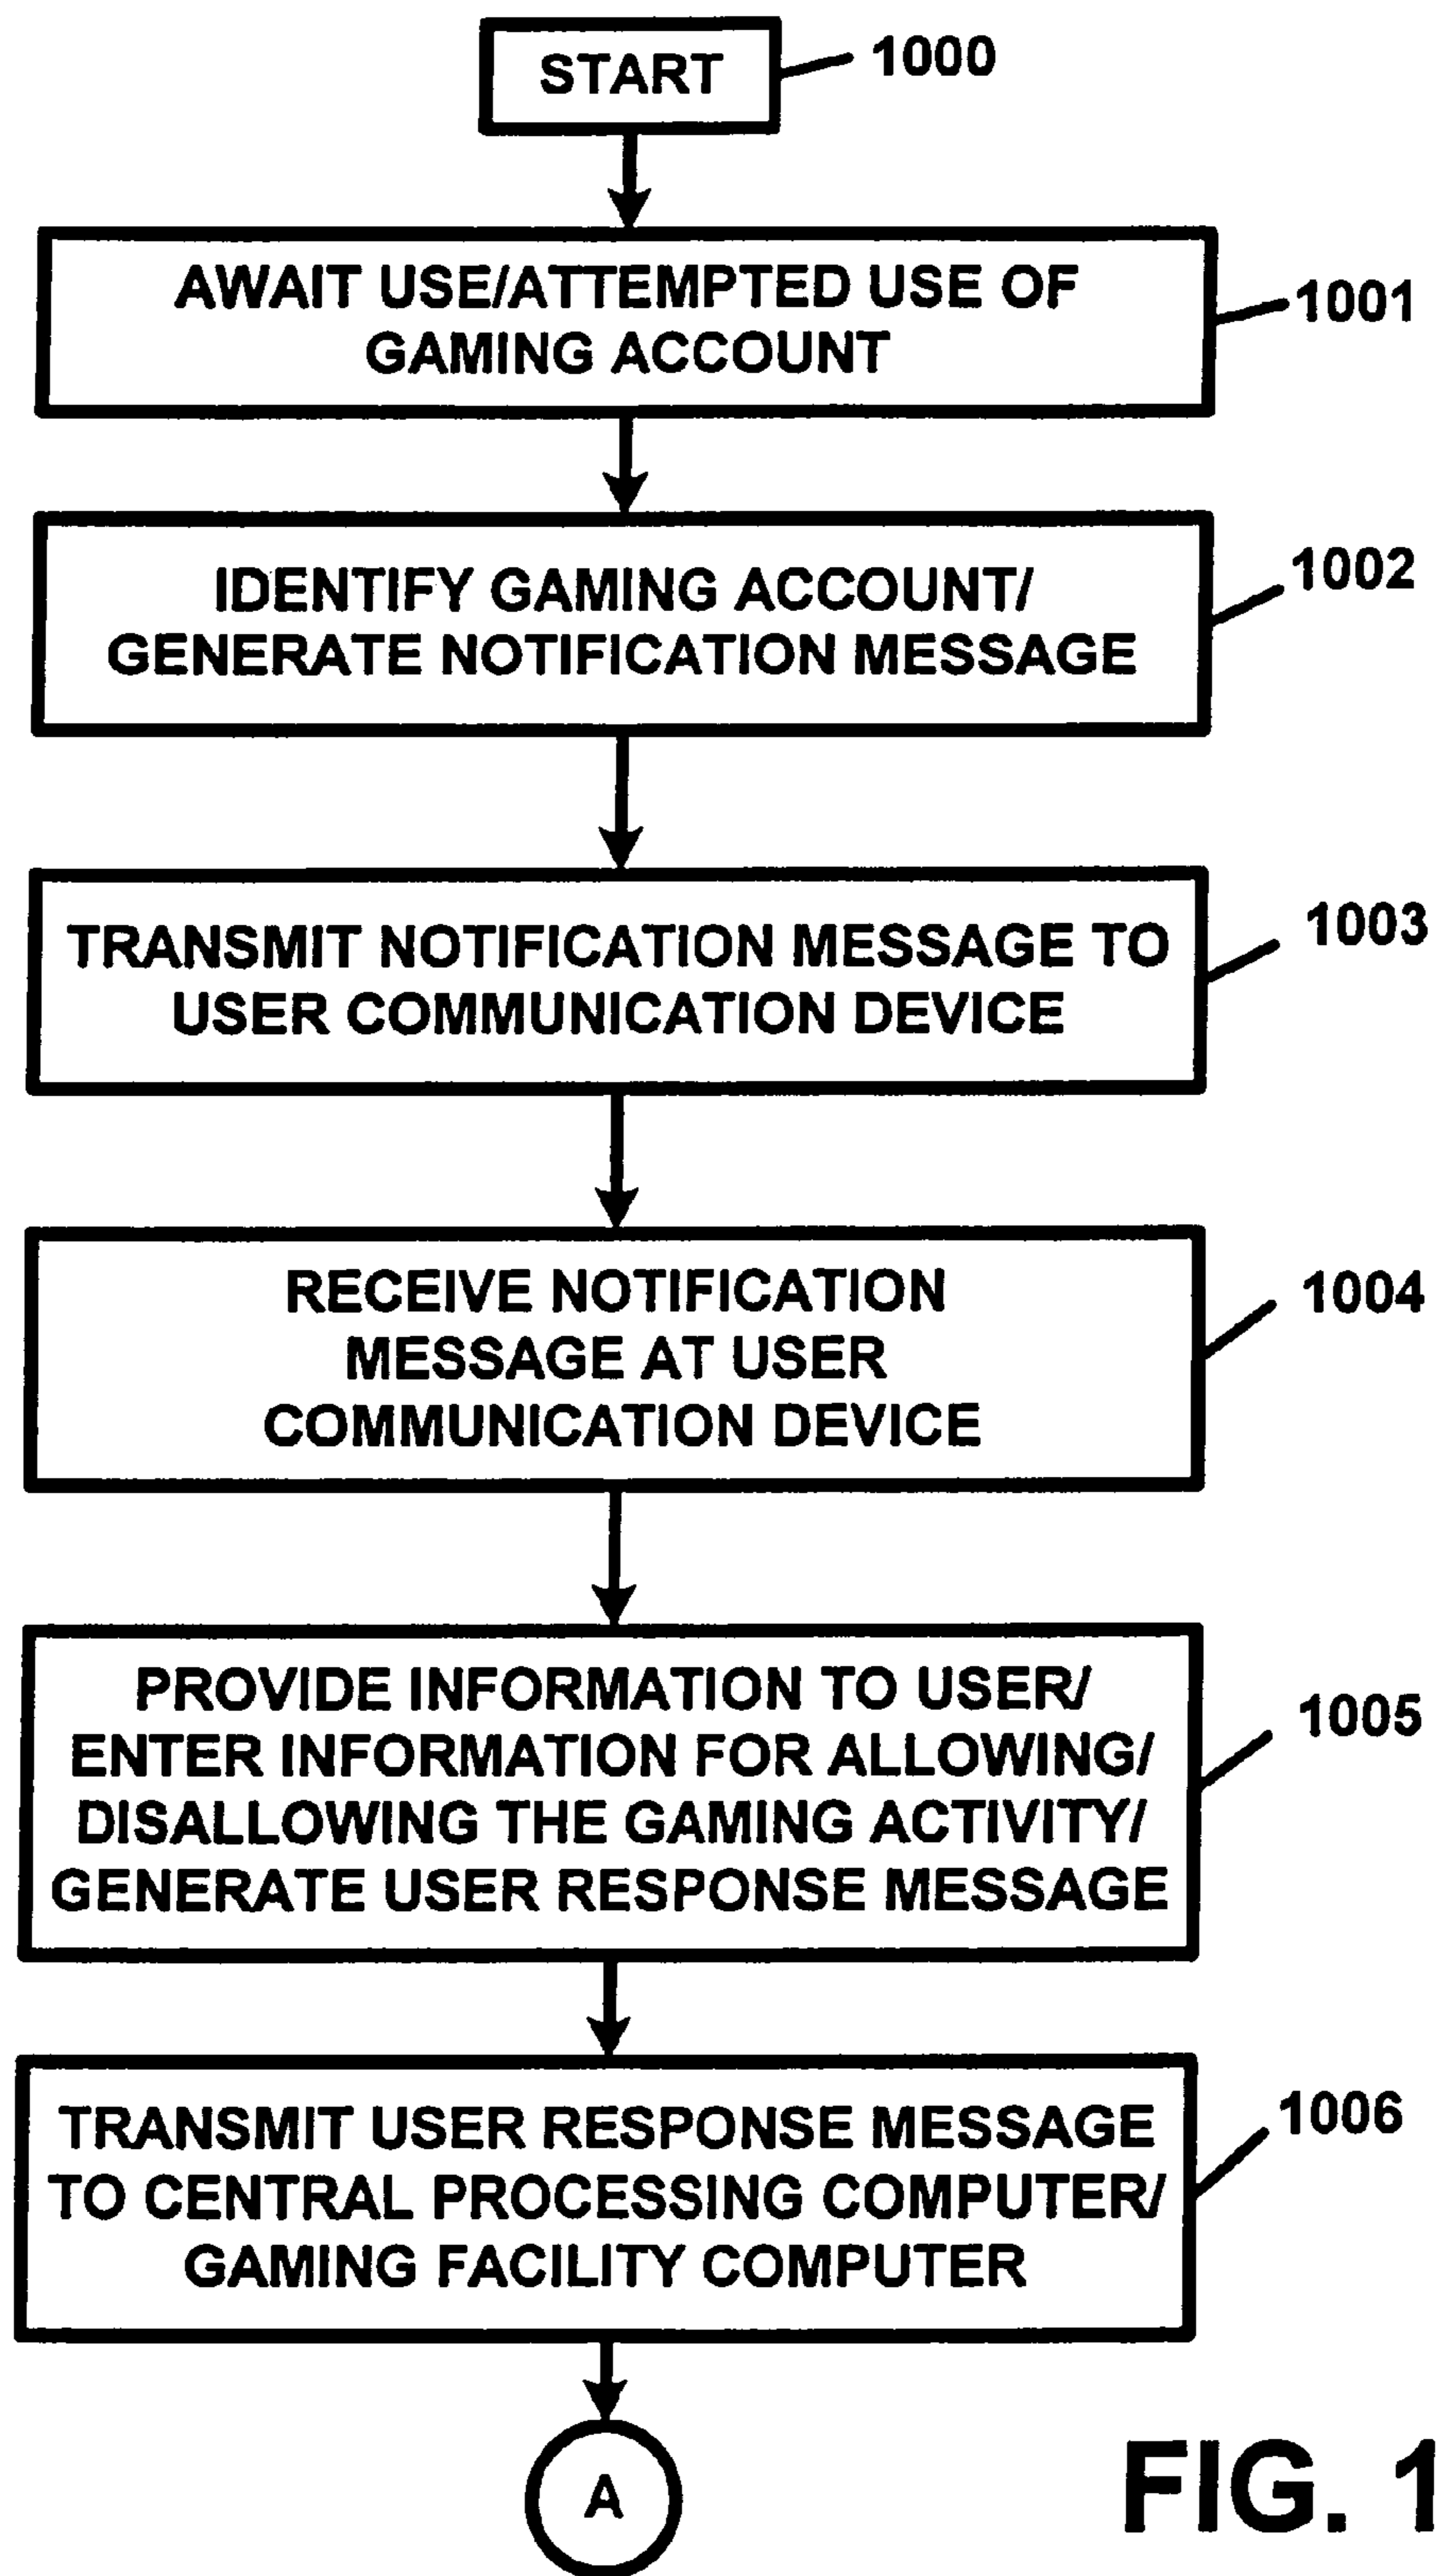 START
1000
AWAIT USE/ATTEMPTED USE OF
GAMING ACCOUNT
1001
IDENTIFY GAMING ACCOUNT/
GENERATE NOTIFICATION MESSAGE
1002
TRANSMIT NOTIFICATION MESSAGE TO
USER COMMUNICATION DEVICE
1003
RECEIVE NOTIFICATION
MESSAGE AT USER
COMMUNICATION DEVICE
1004
PROVIDE INFORMATION TO USER/
ENTER INFORMATION FOR ALLOWING/
DISALLOWING THE GAMING ACTIVITY/
GENERATE USER RESPONSE MESSAGE
1005
TRANSMIT USER RESPONSE MESSAGE
TO CENTRAL PROCESSING COMPUTER/
GAMING FACILITY COMPUTER
1006
A
FIG. 1